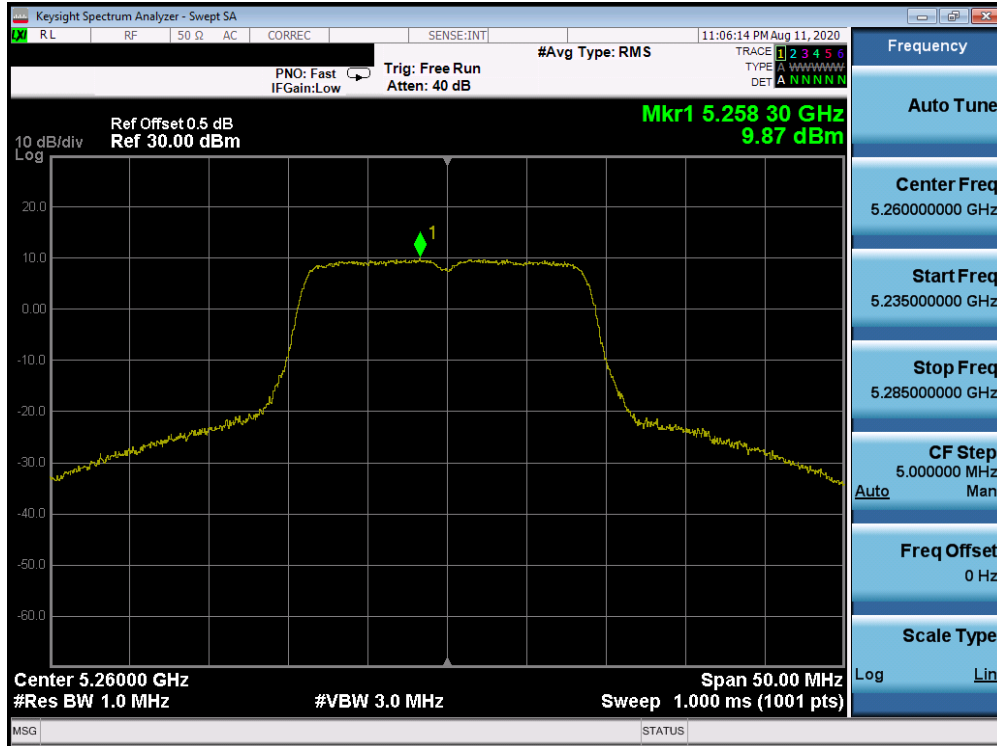 Keysight Spectrum Analyzer - Swept SA
LXI RL RF 50 Ω AC CORREC SENSE:INT 11:06:14 PM Aug 11, 2020
PNO: Fast
IFGain:Low
Trig: Free Run
Atten: 40 dB
#Avg Type: RMS
TRACE 1 2 3 4 5 6
TYPE A WWWWW
DET A N N N N N
Ref Offset 0.5 dB
10 dB/div Ref 30.00 dBm
Log
Mkr1 5.258 30 GHz
9.87 dBm
1
20.0
10.0
0.00
-10.0
-20.0
-30.0
-40.0
-50.0
-60.0
Center 5.26000 GHz Span 50.00 MHz
#Res BW 1.0 MHz #VBW 3.0 MHz Sweep 1.000 ms (1001 pts)
MSG STATUS
Frequency
Auto Tune
Center Freq
5.260000000 GHz
Start Freq
5.235000000 GHz
Stop Freq
5.285000000 GHz
CF Step
5.000000 MHz
Auto Man
Freq Offset
0 Hz
Scale Type
Log Lin